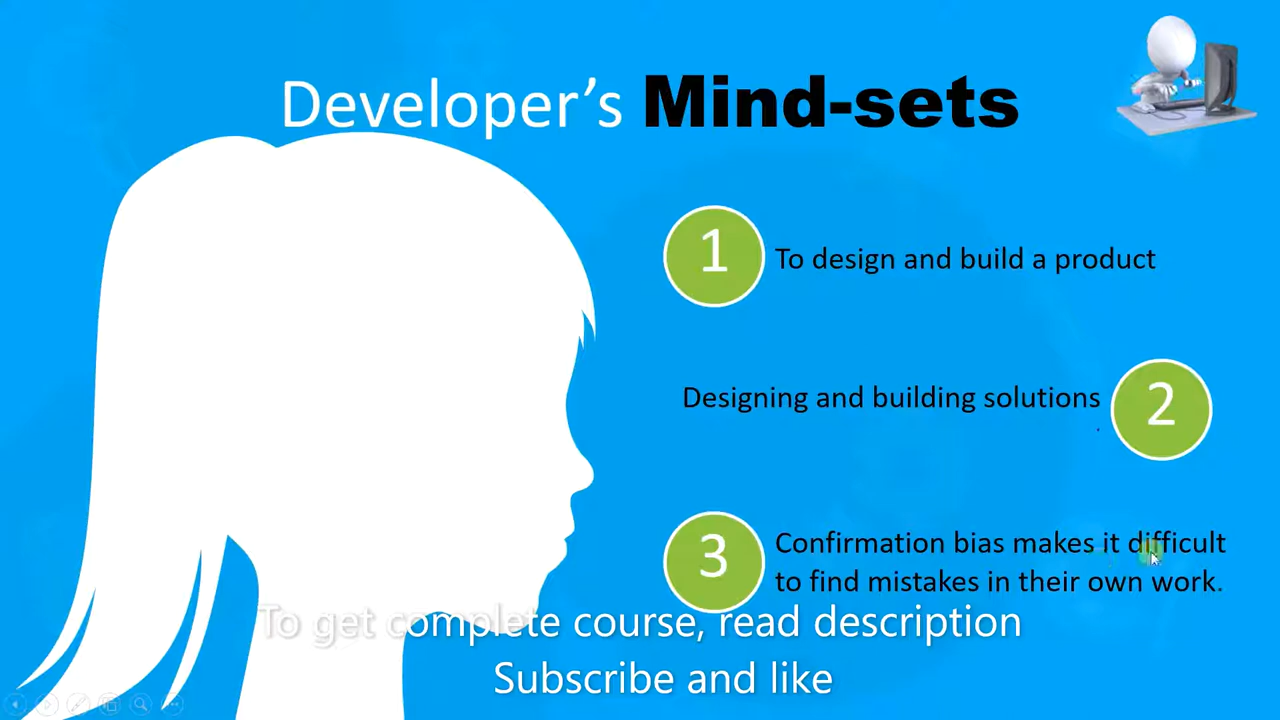 Developer’s Mind-sets
1
To design and build a product
Designing and building solutions
.
2
3
Confirmation bias makes it difficult
to find mistakes in their own work.
To get complete course, read description
Subscribe and like